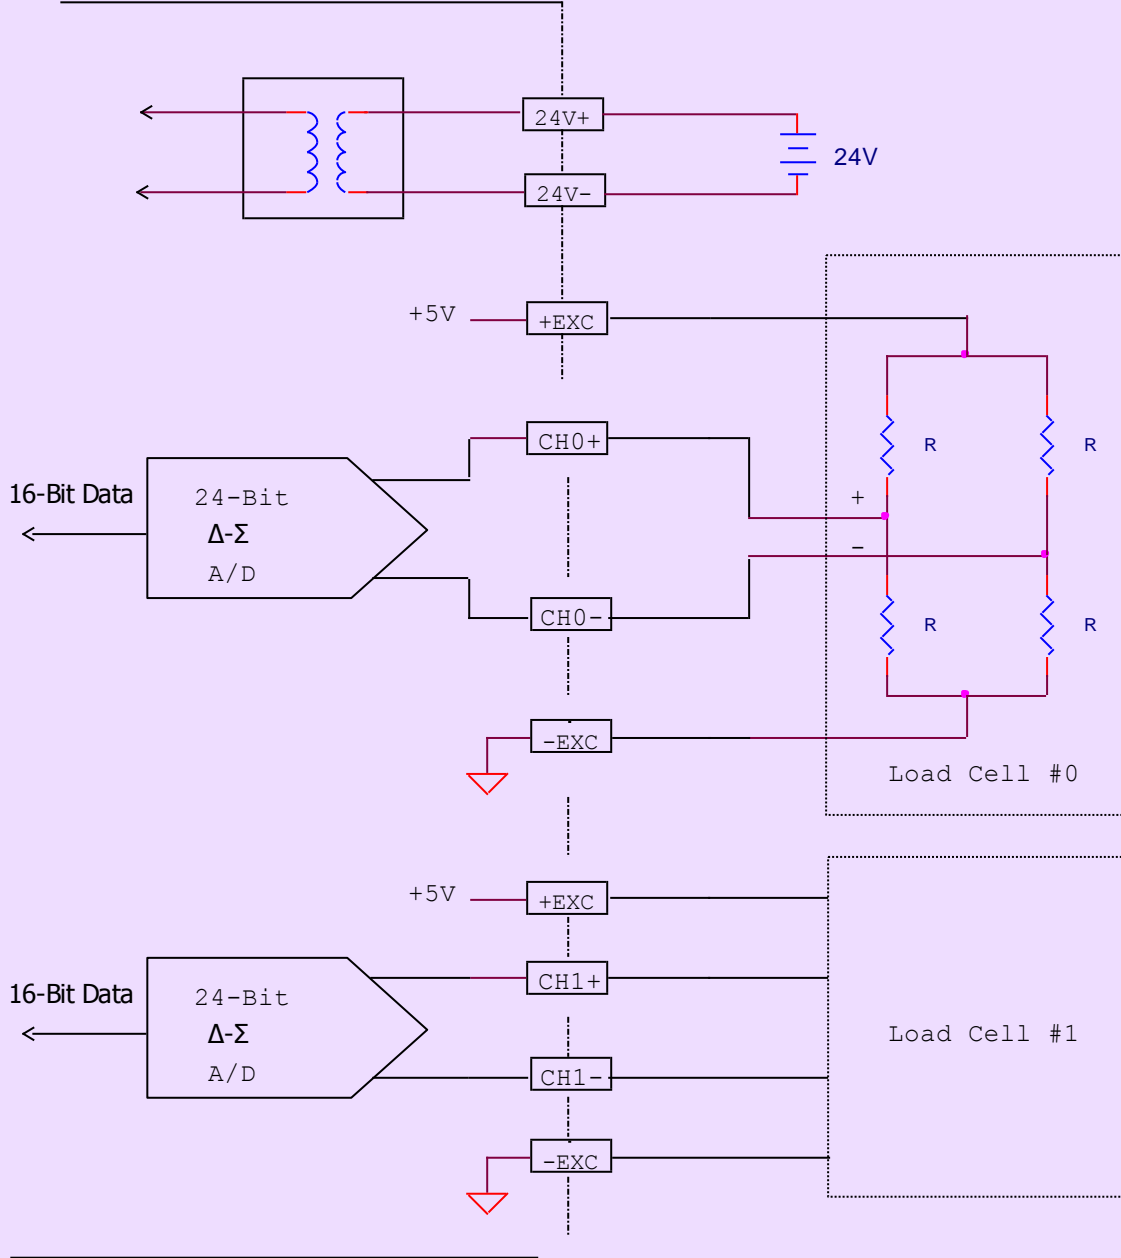 24V+
24V
24V-
+5V
+EXC
CH0+
R
R
16-Bit Data
24-Bit
Δ-Σ
A/D
+
-
CH0-
R
R
-EXC
Load Cell #0
+5V
+EXC
CH1+
16-Bit Data
24-Bit
Δ-Σ
A/D
Load Cell #1
CH1-
-EXC